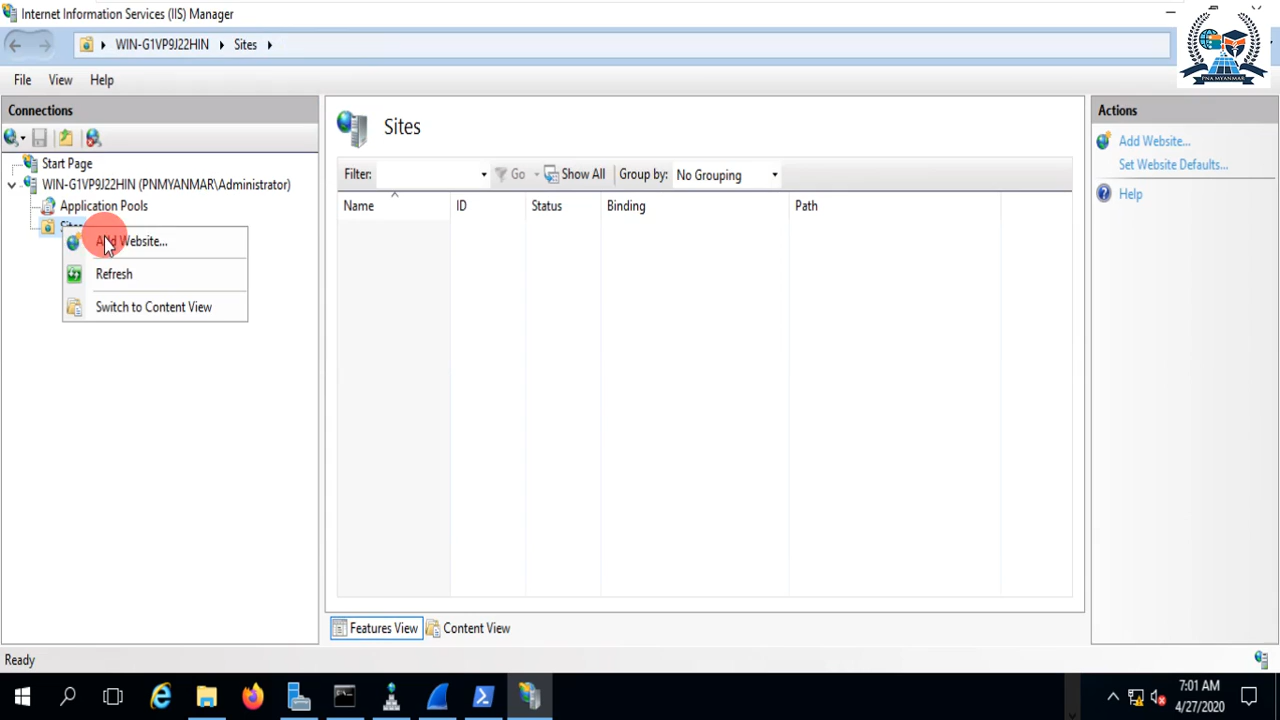 Internet Information Services (IIS) Manager
WIN-G1VP9J22HIN
Sites
PNA MYANMAR
File
View
Help
Connections
Start Page
WIN-G1VP9J22HIN (PNMYANMAR\Administrator)
Application Pools
Sites
Add Website...
Refresh
Switch to Content View
Sites
Filter:
Go
Show All
Group by:
No Grouping
Name
ID
Status
Binding
Path
Features View
Content View
Actions
Add Website...
Set Website Defaults...
Help
Ready
7:01 AM
4/27/2020